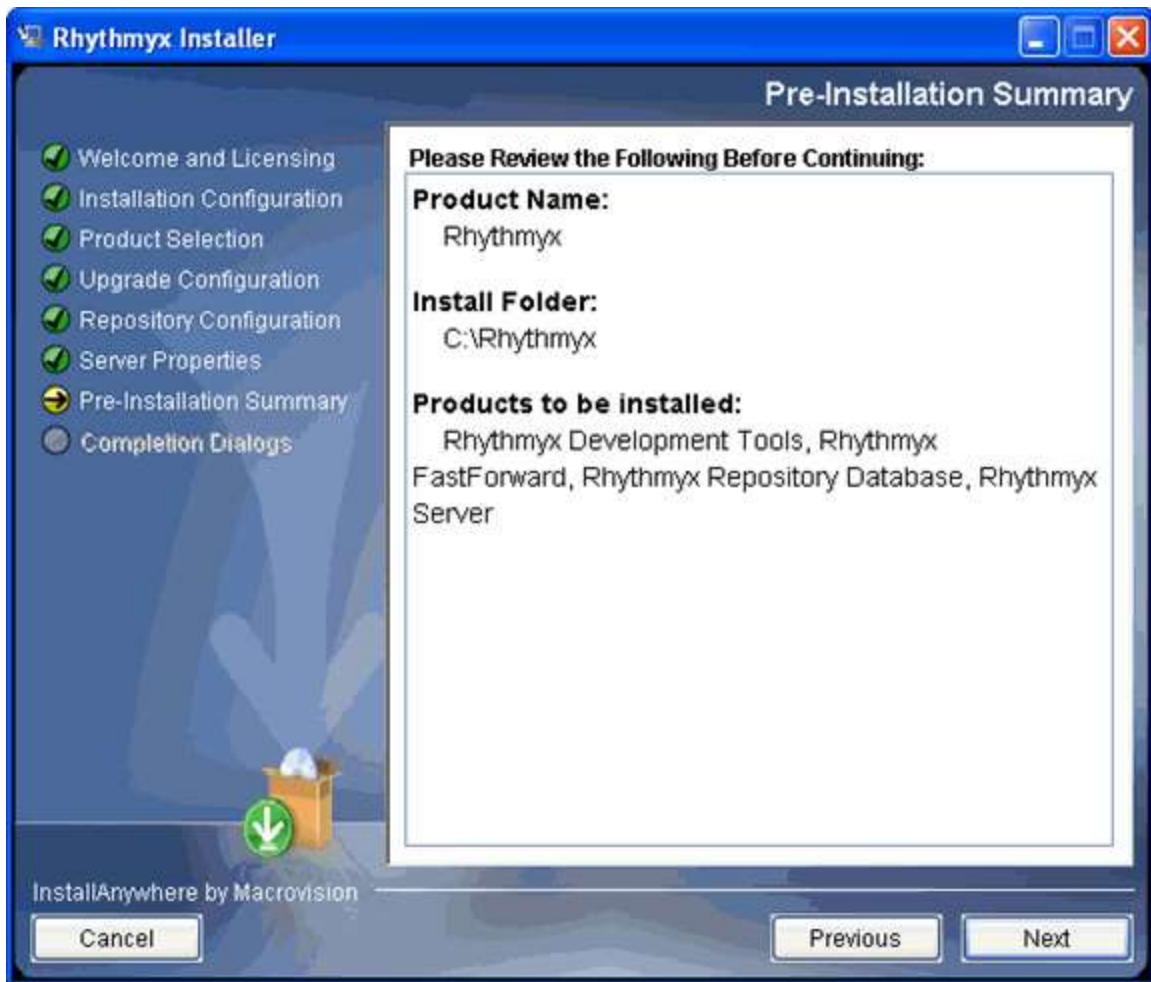 Rhythmyx Installer
Pre-Installation Summary
Welcome and Licensing
Installation Configuration
Product Selection
Upgrade Configuration
Repository Configuration
Server Properties
Pre-Installation Summary
Completion Dialogs
Please Review the Following Before Continuing:
Product Name:
Rhythmyx
Install Folder:
C:\Rhythmyx
Products to be installed:
Rhythmyx Development Tools, Rhythmyx
FastForward, Rhythmyx Repository Database, Rhythmyx
Server
InstallAnywhere by Macrovision
Cancel
Previous
Next